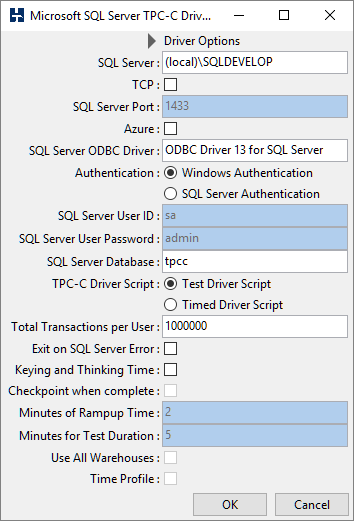 Microsoft SQL Server TPC-C Driv...
Driver Options
SQL Server : (local)\SQLDEVELOP
TCP :
SQL Server Port : 1433
Azure :
SQL Server ODBC Driver : ODBC Driver 13 for SQL Server
Authentication : Windows Authentication
SQL Server Authentication
SQL Server User ID : sa
SQL Server User Password : admin
SQL Server Database : tpcc
TPC-C Driver Script : Test Driver Script
Timed Driver Script
Total Transactions per User : 1000000
Exit on SQL Server Error :
Keying and Thinking Time :
Checkpoint when complete :
Minutes of Rampup Time : 2
Minutes for Test Duration : 5
Use All Warehouses :
Time Profile :
OK Cancel